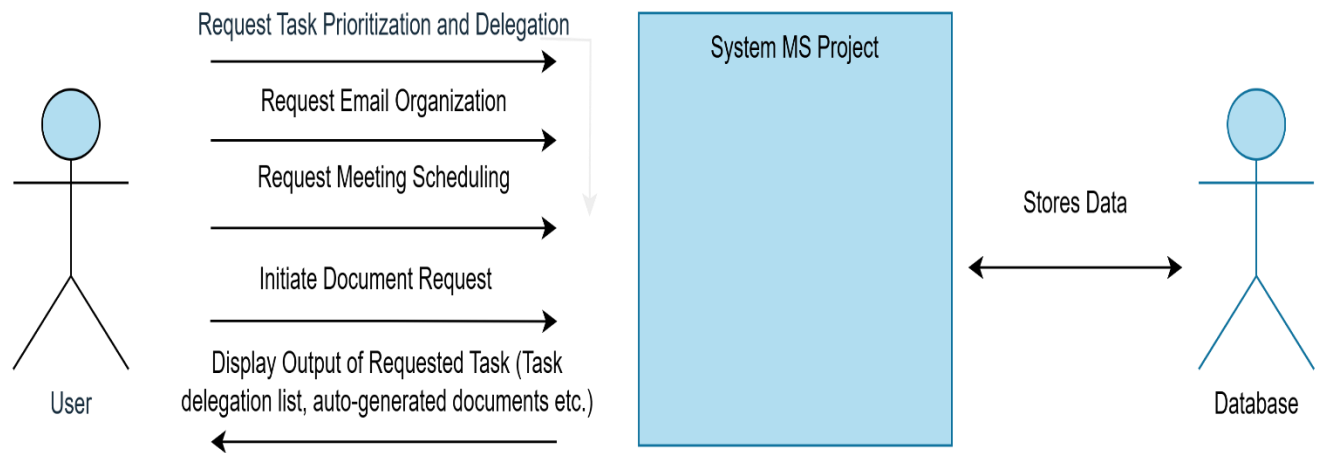 Request Task Prioritization and Delegation
Request Email Organization
Request Meeting Scheduling
Initiate Document Request
Display Output of Requested Task (Task
delegation list, auto-generated documents etc.)
User
System MS Project
Stores Data
Database